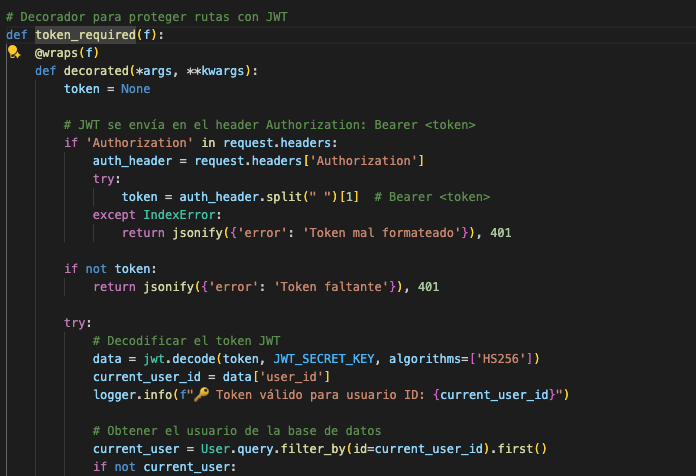 # Decorador para proteger rutas con JWT
def token_required(f):
@wraps(f)
def decorated(*args, **kwargs):
token = None
# JWT se envía en el header Authorization: Bearer <token>
if 'Authorization' in request.headers:
auth_header = request.headers['Authorization']
try:
token = auth_header.split(" ")[1]  # Bearer <token>
except IndexError:
return jsonify({'error': 'Token mal formateado'}), 401
if not token:
return jsonify({'error': 'Token faltante'}), 401
try:
# Decodificar el token JWT
data = jwt.decode(token, JWT_SECRET_KEY, algorithms=['HS256'])
current_user_id = data['user_id']
logger.info(f"🔑 Token válido para usuario ID: {current_user_id}")
# Obtener el usuario de la base de datos
current_user = User.query.filter_by(id=current_user_id).first()
if not current_user: